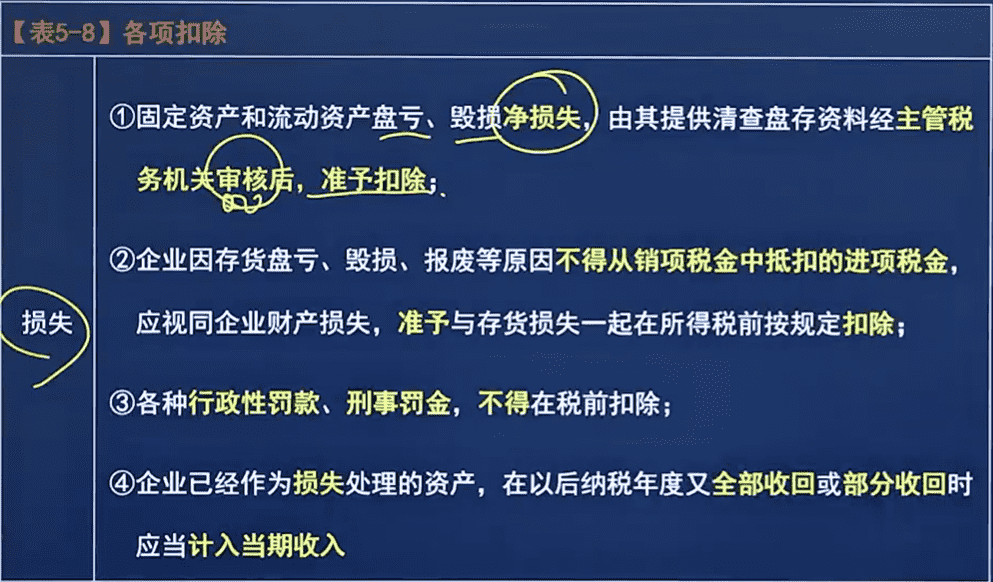 【表5-8】各项扣除
损失
①固定资产和流动资产盘亏、毁损净损失，由其提供清查盘存资料经主管税
务机关审核后，准予扣除；
②企业因存货盘亏、毁损、报废等原因不得从销项税金中抵扣的进项税金，
应视同企业财产损失，准予与存货损失一起在所得税前按规定扣除；
③各种行政性罚款、刑事罚金，不得在税前扣除；
④企业已经作为损失处理的资产，在以后纳税年度又全部收回或部分收回时
应当计入当期收入